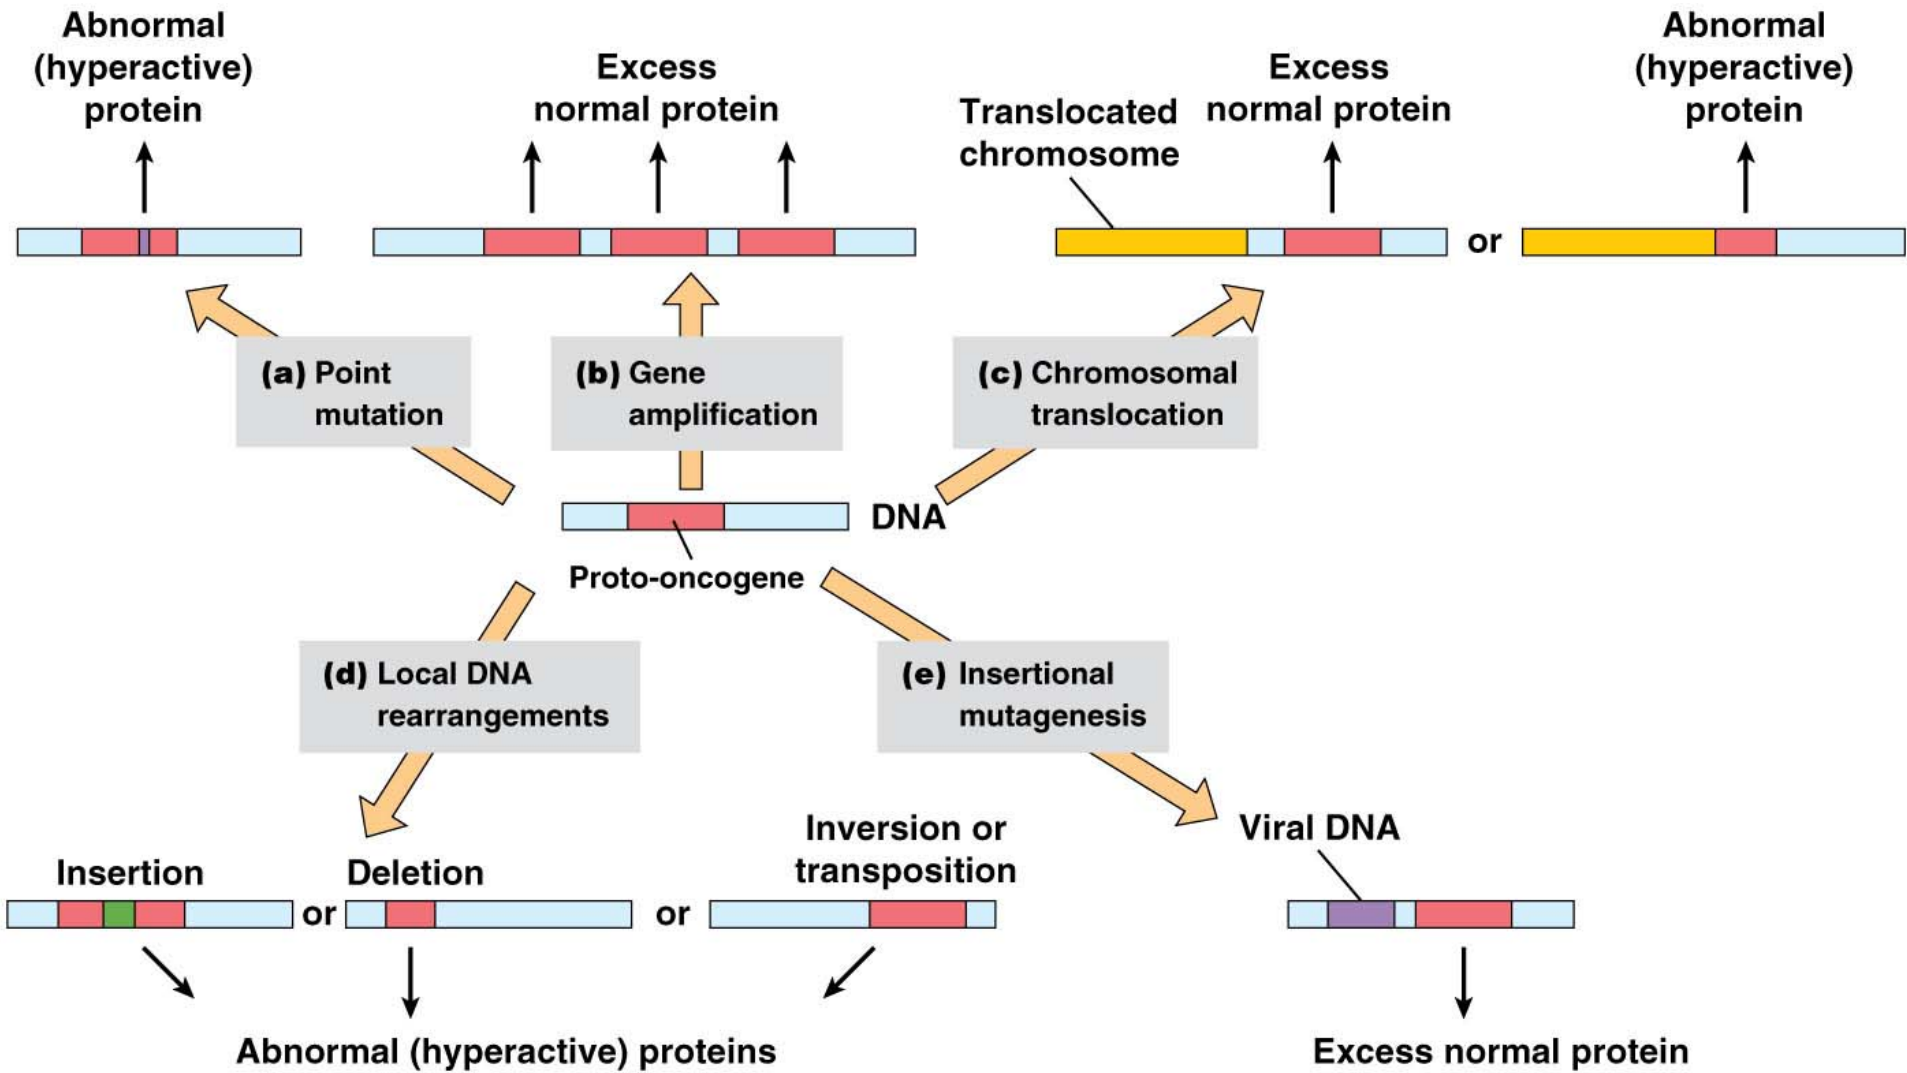 Abnormal
(hyperactive)
protein
Excess
normal protein
Translocated
chromosome
Excess
normal protein
Abnormal
(hyperactive)
protein
or
(a) Point
mutation
(b) Gene
amplification
(c) Chromosomal
translocation
DNA
Proto-oncogene
(d) Local DNA
rearrangements
(e) Insertional
mutagenesis
Insertion
or
Deletion
or
Inversion or
transposition
Viral DNA
Abnormal (hyperactive) proteins
Excess normal protein